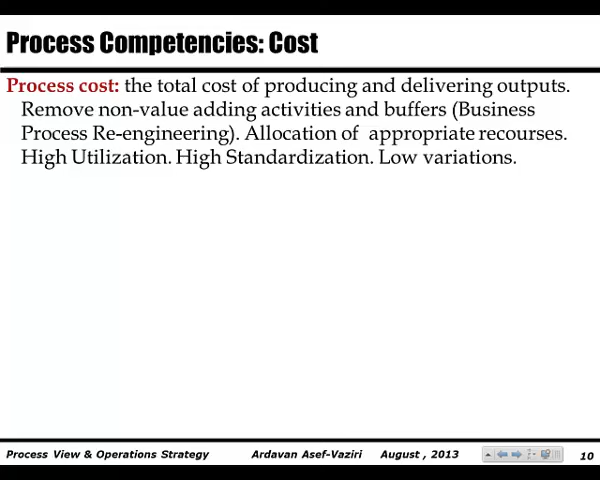 Process Competencies: Cost
Process cost: the total cost of producing and delivering outputs.
Remove non-value adding activities and buffers (Business
Process Re-engineering). Allocation of appropriate recourses.
High Utilization. High Standardization. Low variations.
Process View & Operations Strategy Ardavan Asef-Vaziri August , 2013 10